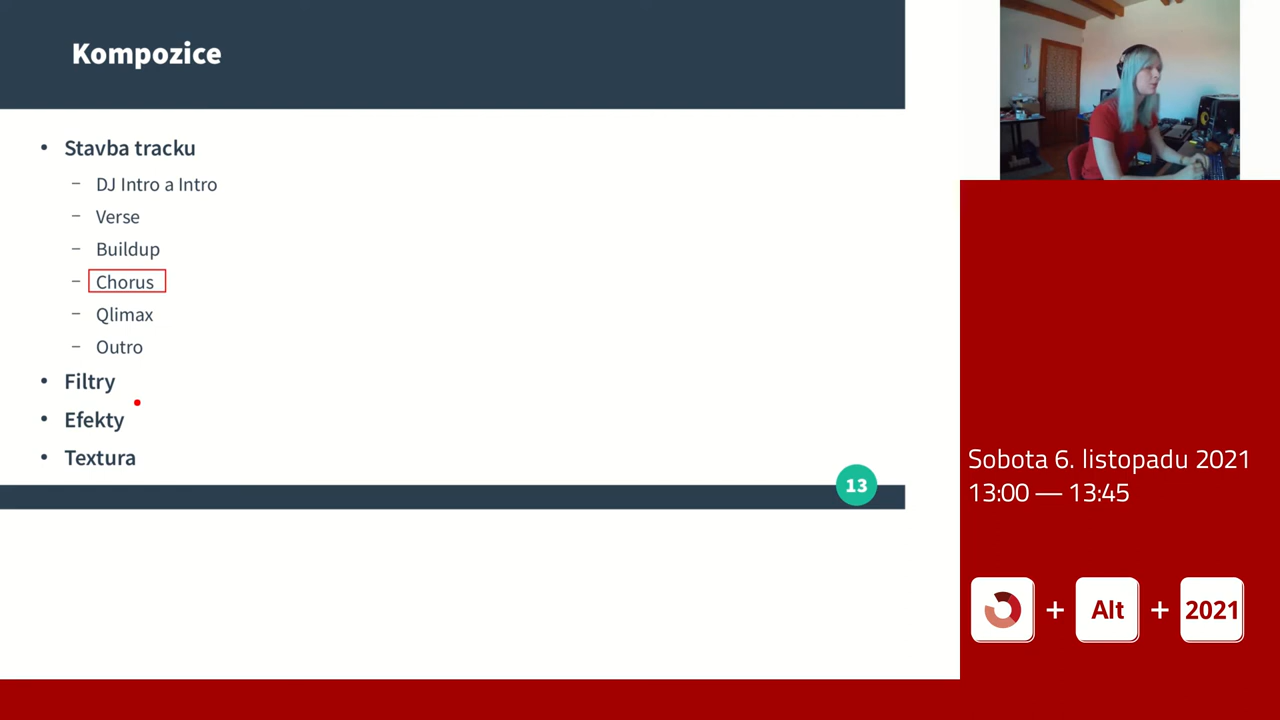 Kompozice
• Stavba tracku
– DJ Intro a Intro
– Verse
– Buildup
– Chorus
– Qlimax
– Outro
• Filtry
• Efekty
• Textura
13
Sobota 6. listopadu 2021
13:00 — 13:45
+ Alt + 2021